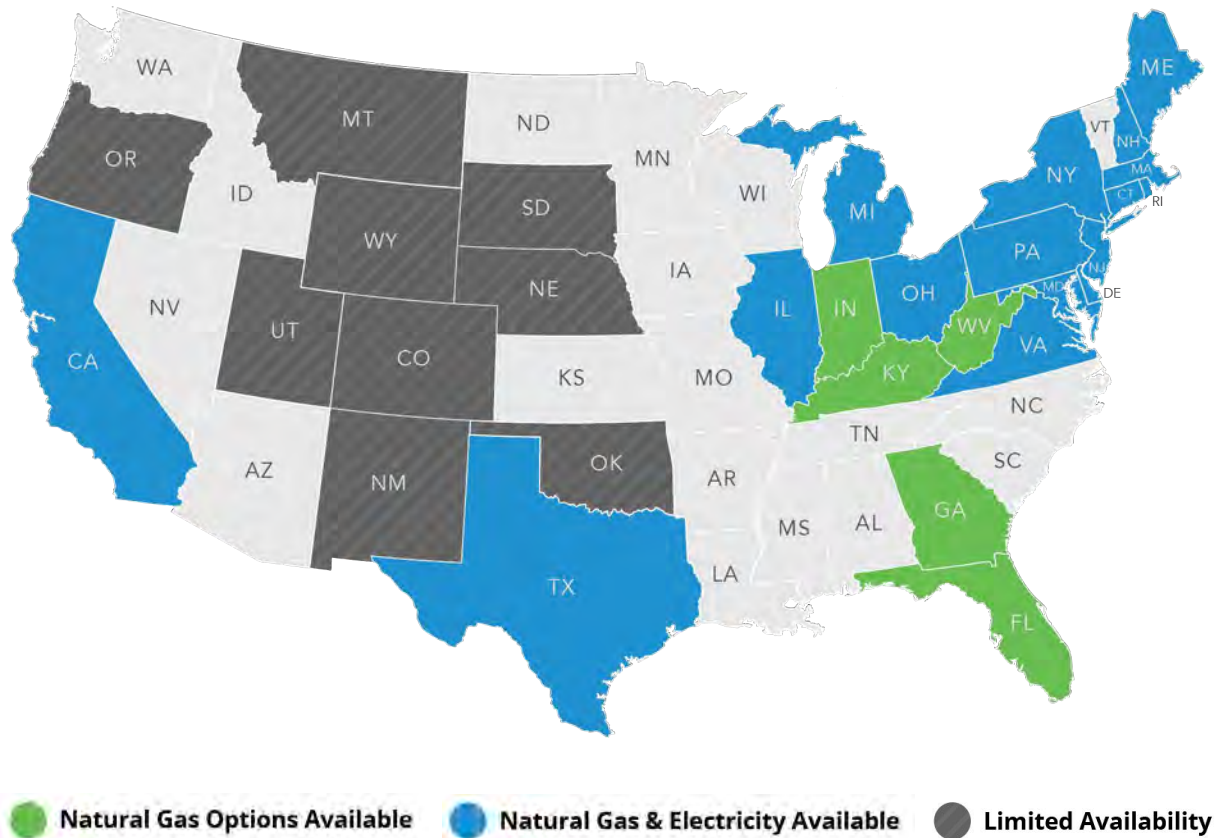 WA
MT
ND
ME
OR
MN
VT
NH
ID
SD
WI
NY
MA
WY
MI
CT
RI
IA
PA
NE
NV
IL
IN
OH
NJ
MD
DE
UT
WV
CO
VA
CA
KS
MO
KY
NC
TN
AZ
OK
SC
NM
AR
GA
MS
AL
LA
TX
FL
Natural Gas Options Available
Natural Gas & Electricity Available
Limited Availability